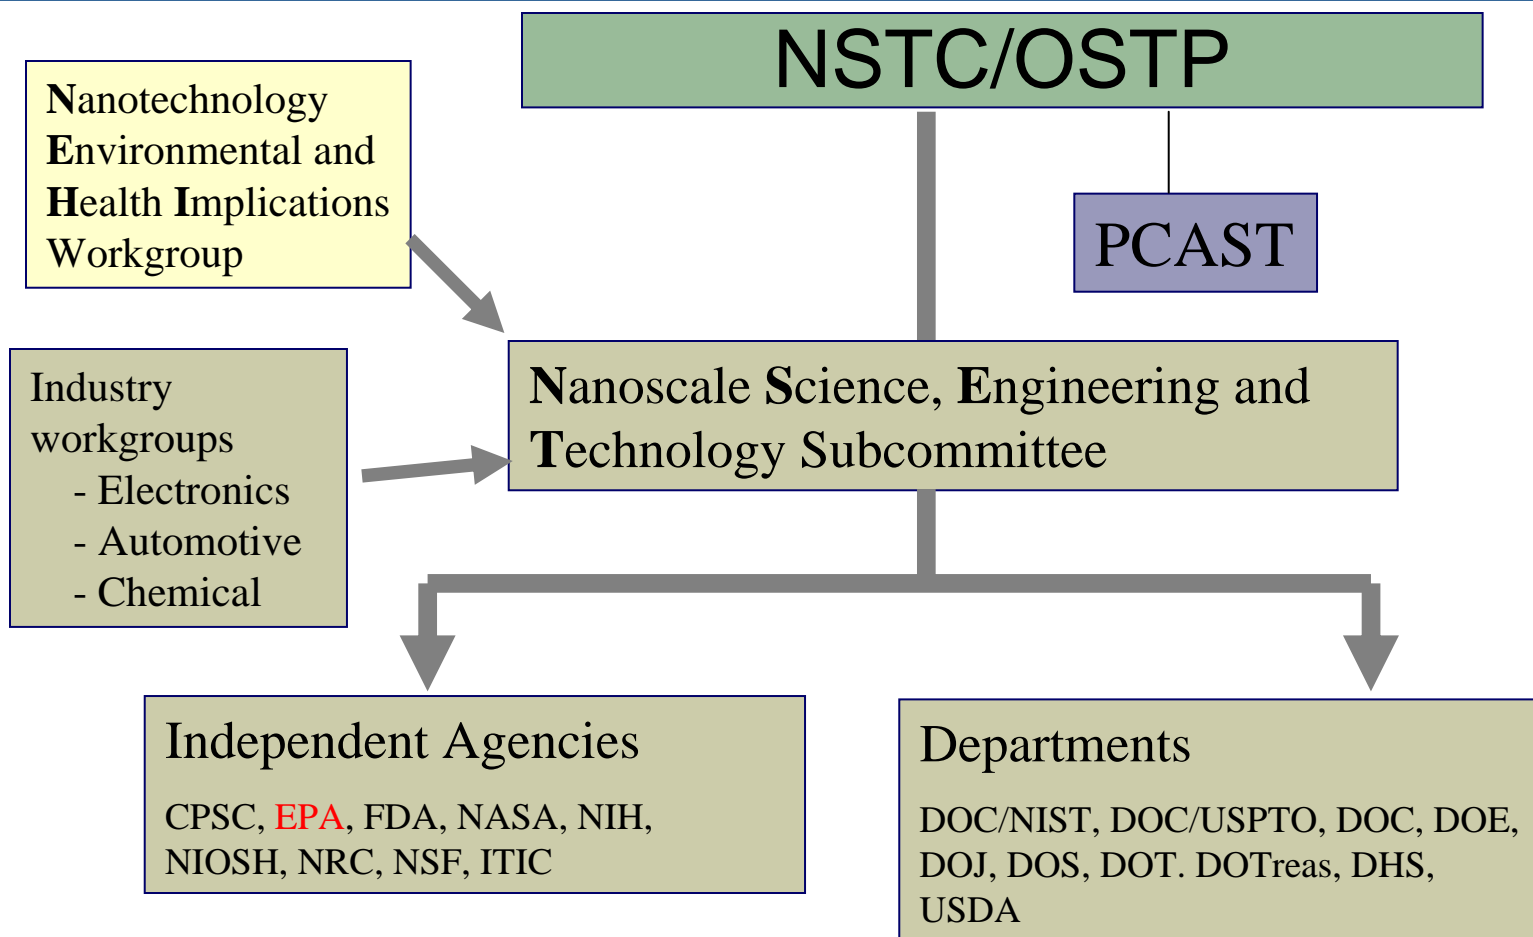 NSTC/OSTP
Nanotechnology
Environmental and
Health Implications
Workgroup
PCAST
Industry
workgroups
- Electronics
- Automotive
- Chemical
Nanoscale Science, Engineering and
Technology Subcommittee
Independent Agencies
CPSC, EPA, FDA, NASA, NIH,
NIOSH, NRC, NSF, ITIC
Departments
DOC/NIST, DOC/USPTO, DOC, DOE,
DOJ, DOS, DOT. DOTreas, DHS,
USDA